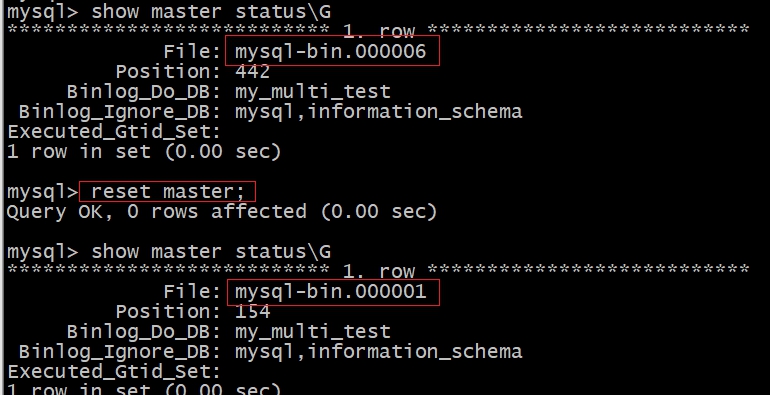 mysql> show master status\G
*************************** 1. row ***************************
File: mysql-bin.000006
Position: 442
Binlog_Do_DB: my_multi_test
Binlog_Ignore_DB: mysql,information_schema
Executed_Gtid_Set:
1 row in set (0.00 sec)
mysql> reset master;
Query OK, 0 rows affected (0.00 sec)
mysql> show master status\G
*************************** 1. row ***************************
File: mysql-bin.000001
Position: 154
Binlog_Do_DB: my_multi_test
Binlog_Ignore_DB: mysql,information_schema
Executed_Gtid_Set:
1 row in set (0.00 sec)